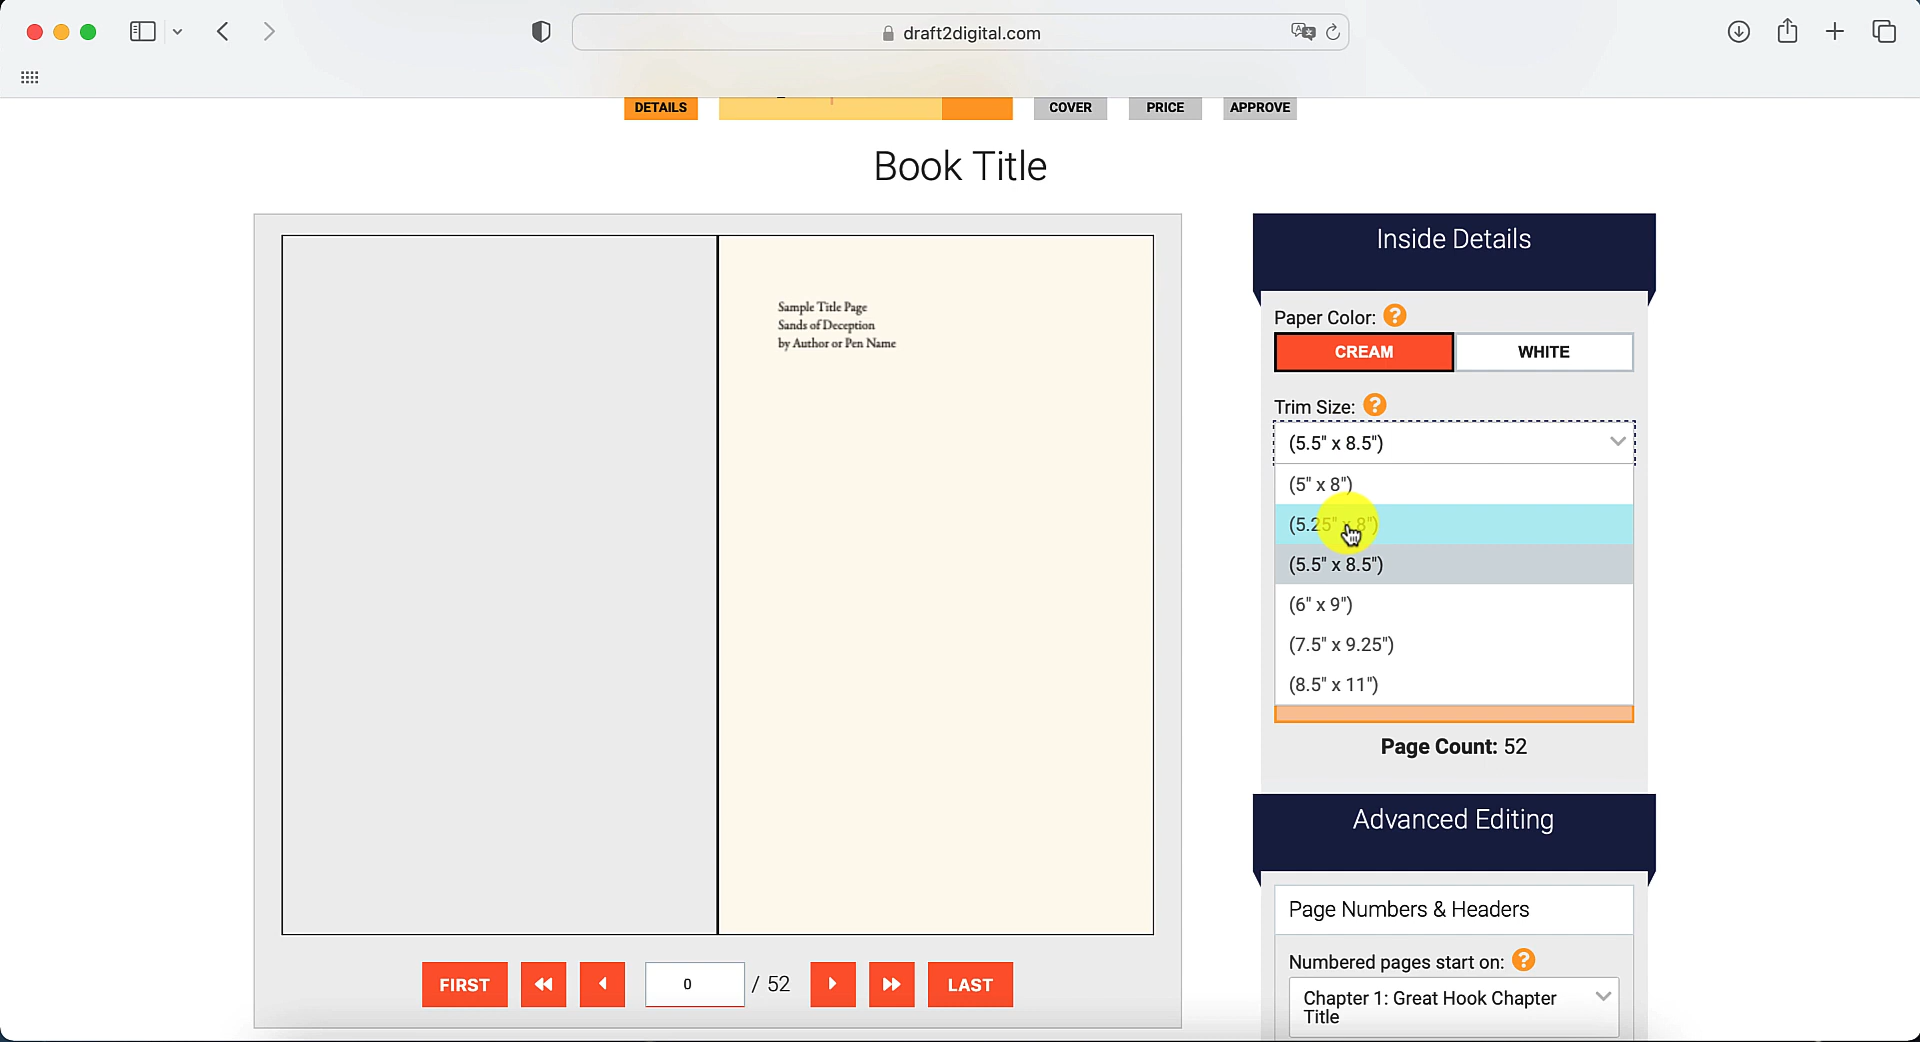 draft2digital.com
DETAILS
COVER
PRICE
APPROVE
Book Title
Sample Title Page
Sands of Deception
by Author or Pen Name
FIRST
0
/ 52
LAST
Inside Details
Paper Color: ?
CREAM
WHITE
Trim Size: ?
(5.5" x 8.5")
(5" x 8")
(5.25" x 8")
(5.5" x 8.5")
(6" x 9")
(7.5" x 9.25")
(8.5" x 11")
Page Count: 52
Advanced Editing
Page Numbers & Headers
Numbered pages start on: ?
Chapter 1: Great Hook Chapter
Title